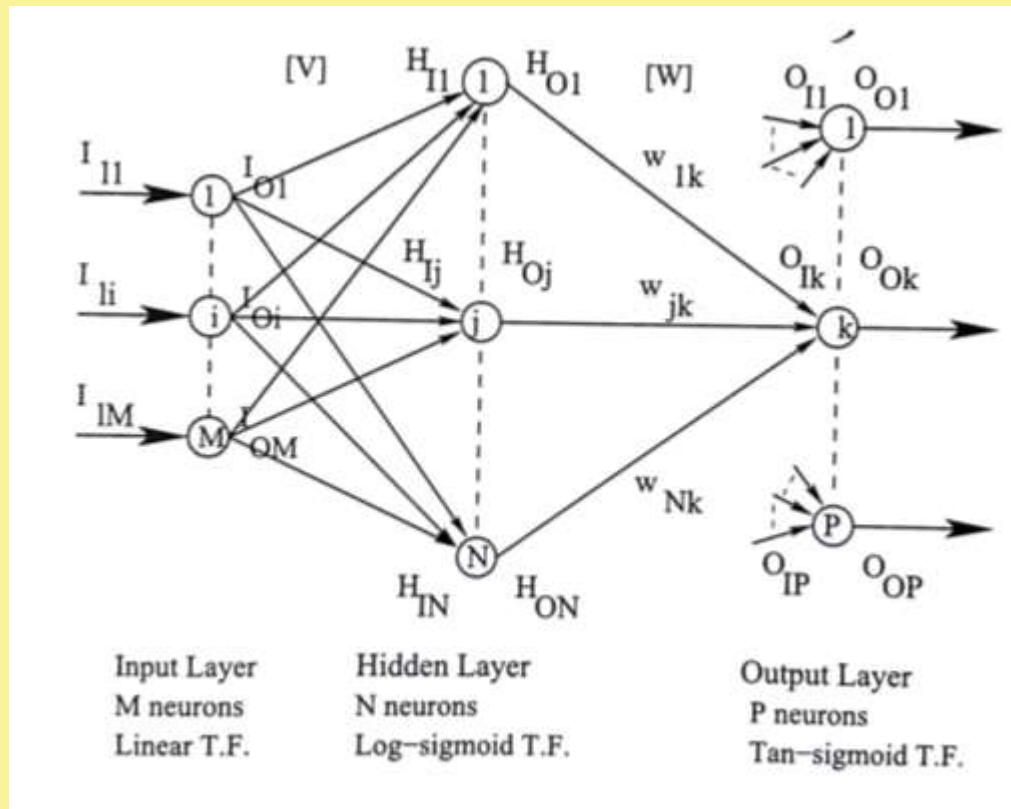 [V]
H I1
1
H O1
[W]
O I1
O O1
1
I I1
1
I O1
w 1k
I Ii
i
I Oi
H Ij
j
H Oj
w jk
O Ik
k
O Ok
I IM
M
I OM
w Nk
N
H IN
H ON
P
O IP
O OP
Input Layer
M neurons
Linear T.F.
Hidden Layer
N neurons
Log-sigmoid T.F.
Output Layer
P neurons
Tan-sigmoid T.F.